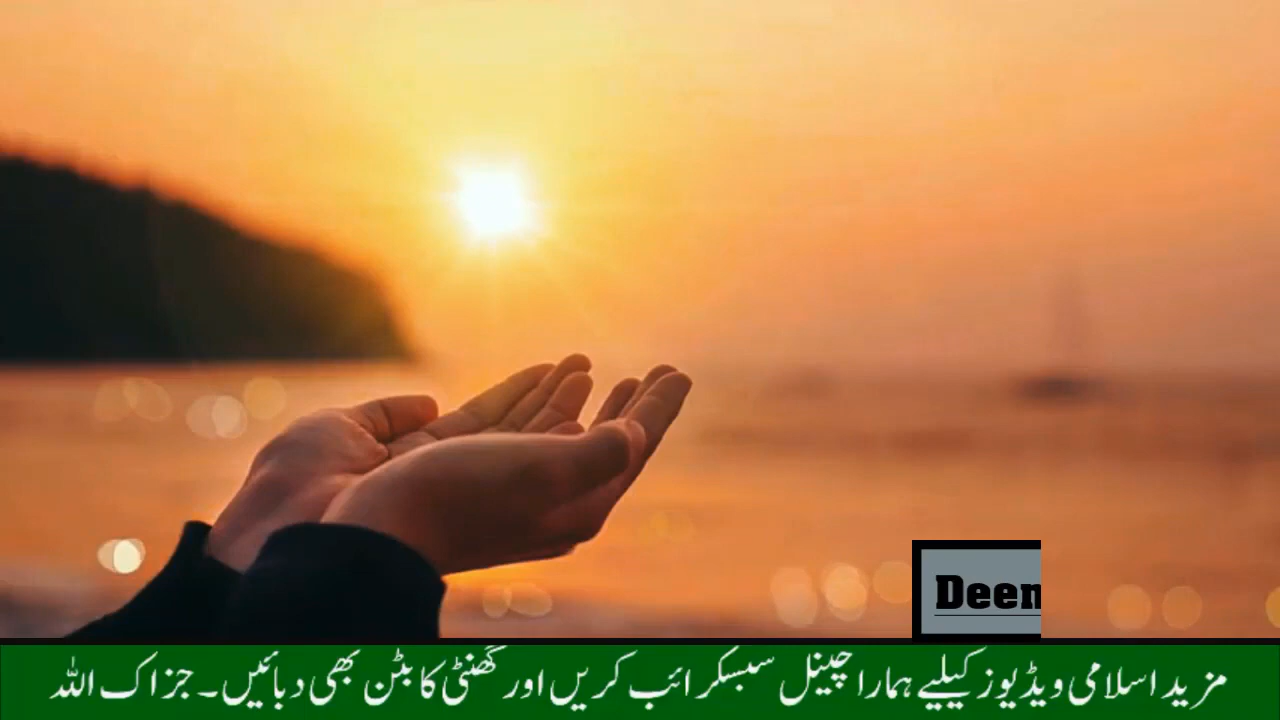 Deen
مزید اسلامی ویڈیوز کیلیے ہمارا چینل سبسکرائب کریں اور گھنٹی کا بٹن بھی دبائیں۔ جزاک اللہ